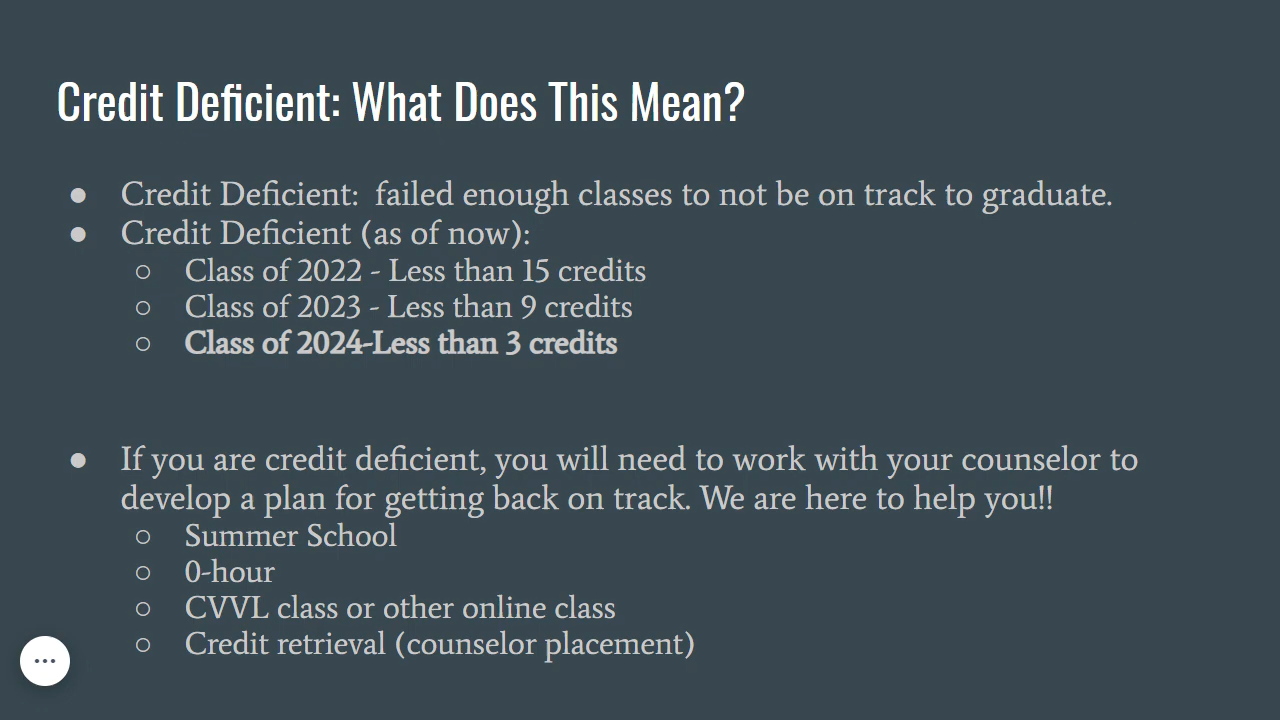 Credit Deficient: What Does This Mean?
● Credit Deficient:  failed enough classes to not be on track to graduate.
● Credit Deficient (as of now):
○ Class of 2022 - Less than 15 credits
○ Class of 2023 - Less than 9 credits
○ Class of 2024-Less than 3 credits
● If you are credit deficient, you will need to work with your counselor to
develop a plan for getting back on track. We are here to help you!!
○ Summer School
○ 0-hour
○ CVVL class or other online class
○ Credit retrieval (counselor placement)